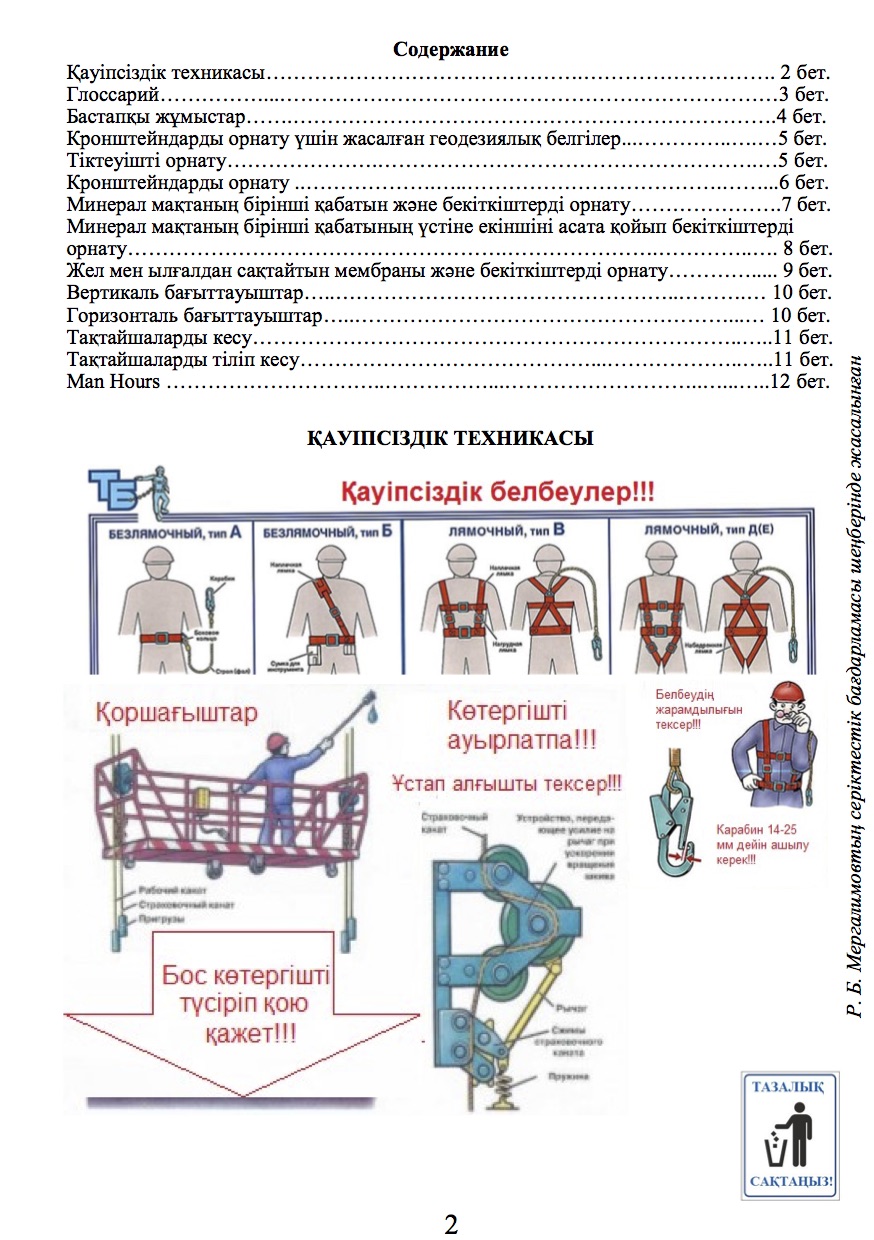 Содержание
Қауіпсіздік техникасы……………………………………….………………………. 2 бет.
Глоссарий……………...……………………………………………………………………3 бет.
Бастапқы жұмыстар……………………….………………………………………………….4 бет.
Кронштейндарды орнату үшін жасалған геодезиялық белгілер...…………..….….…5 бет.
Тіктеуішті орнату……………………………………………………………………….…..5 бет.
Кронштейндарды орнату ..……………….…………………………………….……...6 бет.
Минерал мақтаның бірінші қабатын және бекіткіштерді орнату………………….7 бет.
Минерал мақтаның бірінші қабатының үстіне екіншіні асата қойып бекіткіштерді
орнату…………………………………………………………………………………..…... 8 бет.
Жел мен ылғалдан сақтайтын мембраны және бекіткіштерді орнату…………..... 9 бет.
Вертикаль бағыттауыштар…..……………………………………………..………..…. 10 бет.
Горизонталь бағыттауыштар…..……………………………………………...….… 10 бет.
Тақтайшаларды кесу…………………………………………………………….…...…..11 бет.
Тақтайшаларды тіліп кесу……………………………………………………...…….…..11 бет.
Man Hours ……………………………..……………...……………………………..…...…..12 бет.
ҚАУІПСІЗДІК ТЕХНИКАСЫ
ТБ
Қауіпсіздік белбеулер!!!
БЕЗЛЯМОЧНЫЙ, тип А
БЕЗЛЯМОЧНЫЙ, тип Б
ЛЯМОЧНЫЙ, тип В
ЛЯМОЧНЫЙ, тип Д(Е)
Карабин
Боковое
кольцо
Строп (фал)
Наплечная
лямка
Сумка для
инструмента
Наплечная
лямка
Нагрудная
лямка
Набедренная
лямка
Қоршағыштар
Рабочий канат
Страховочный канат
Пригрузы
Бос көтергішті
түсіріп қою
қажет!!!
Көтергішті
ауырлатпа!!!
Ұстап алғышты тексер!!!
Страховочный
канат
Устройство, переда-
ющее усилие на
рычаг при
ускорении
вращения
шкива
Рычаг
Сжимы
страховочного
каната
Пружина
Белбеудің
жарамдылығын
тексер!!!
Карабин 14-25
мм дейін ашылу
керек!!!
Р. Б. Мергалимовтың серіктестік бағдарламасы шеңберінде жасалынған
ТАЗАЛЫҚ
САҚТАҢЫЗ!
2